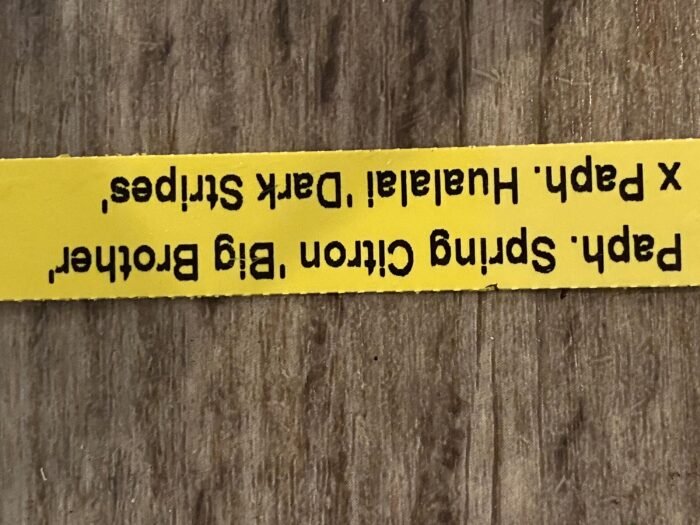 Paph. Spring Citron 'Big Brother'
x Paph. Hualalai 'Dark Stripes'